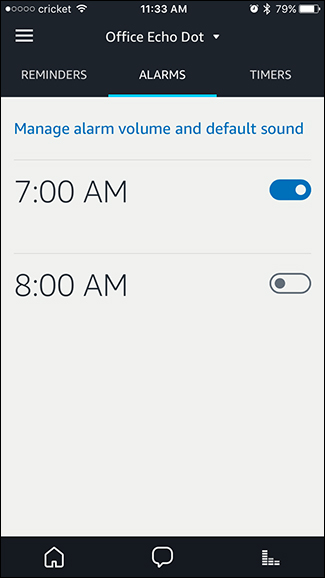 cricket 11:33 AM 79%
Office Echo Dot
REMINDERS ALARMS TIMERS
Manage alarm volume and default sound
7:00 AM
8:00 AM